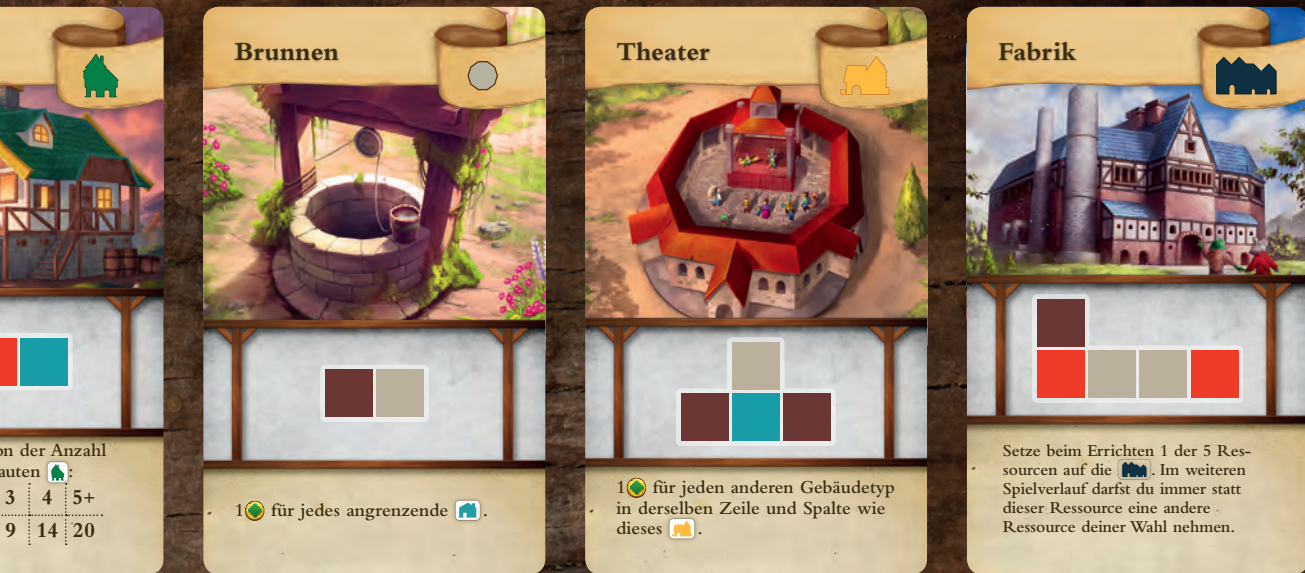 on der Anzahl
auten :
3 4 5+
9 14 20
Brunnen
1 für jedes angrenzende .
Theater
1 für jeden anderen Gebäudetyp
in derselben Zeile und Spalte wie
dieses .
Fabrik
Setze beim Errichten 1 der 5 Res-
sourcen auf die . Im weiteren
Spielverlauf darfst du immer statt
dieser Ressource eine andere
Ressource deiner Wahl nehmen.